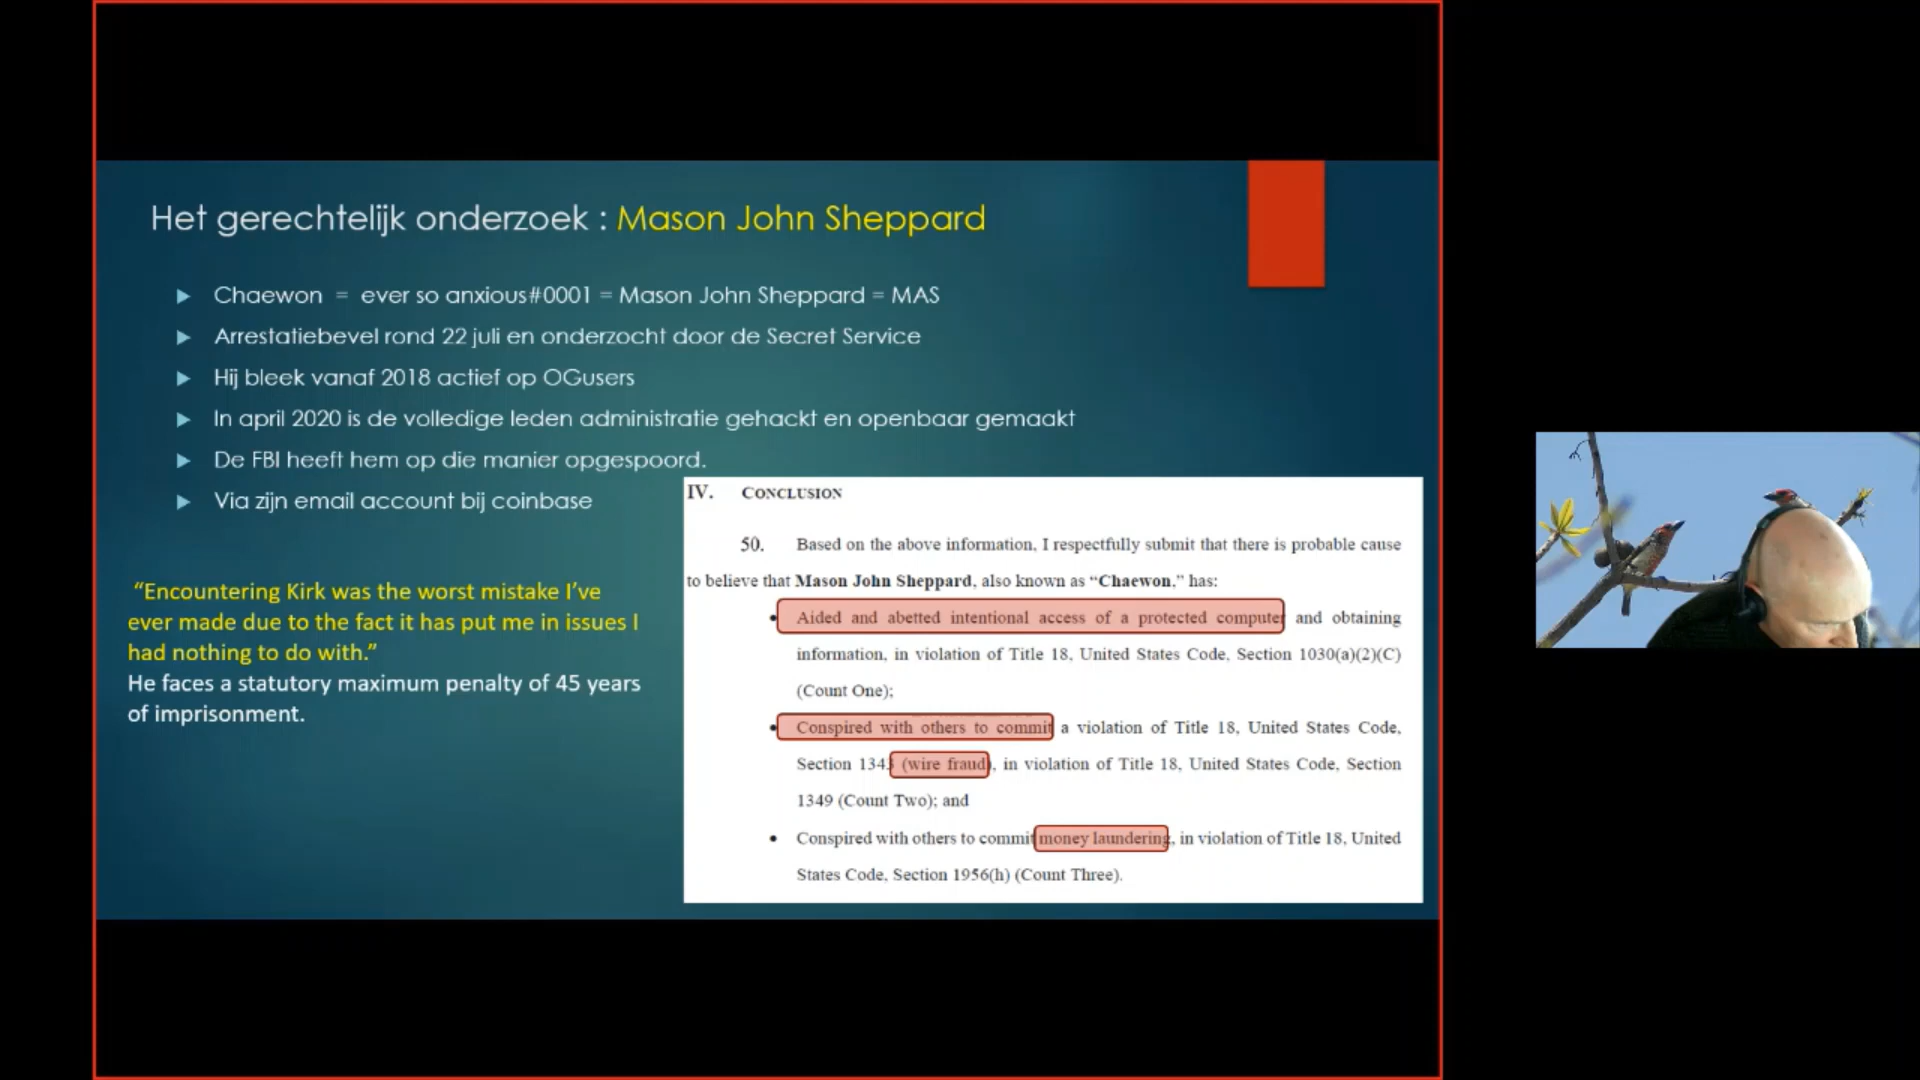 Het gerechtelijk onderzoek : Mason John Sheppard
Chaewon = ever so anxious#0001 = Mason John Sheppard = MAS
Arrestatiebevel rond 22 juli en onderzocht door de Secret Service
Hij bleek vanaf 2018 actief op OGusers
In april 2020 is de volledige leden administratie gehackt en openbaar gemaakt
De FBI heeft hem op die manier opgespoord.
Via zijn email account bij coinbase
“Encountering Kirk was the worst mistake I’ve
ever made due to the fact it has put me in issues I
had nothing to do with.”
He faces a statutory maximum penalty of 45 years
of imprisonment.
IV. CONCLUSION
50. Based on the above information, I respectfully submit that there is probable cause
to believe that Mason John Sheppard, also known as “Chaewon,” has:
• Aided and abetted intentional access of a protected computer and obtaining
information, in violation of Title 18, United States Code, Section 1030(a)(2)(C)
(Count One);
• Conspired with others to commit a violation of Title 18, United States Code,
Section 1343 (wire fraud), in violation of Title 18, United States Code, Section
1349 (Count Two); and
• Conspired with others to commit money laundering, in violation of Title 18, United
States Code, Section 1956(h) (Count Three).